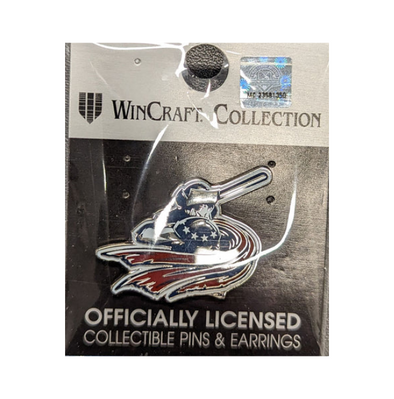 WINCRAFT COLLECTION
OFFICIALLY LICENSED
COLLECTIBLE PINS & EARRINGS